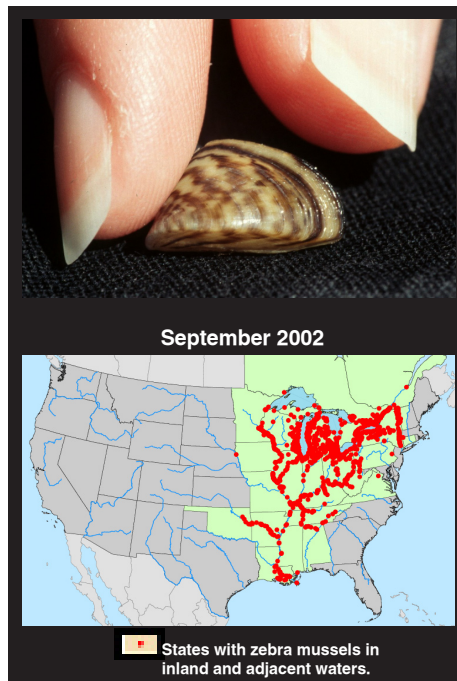 September 2002
States with zebra mussels in
inland and adjacent waters.